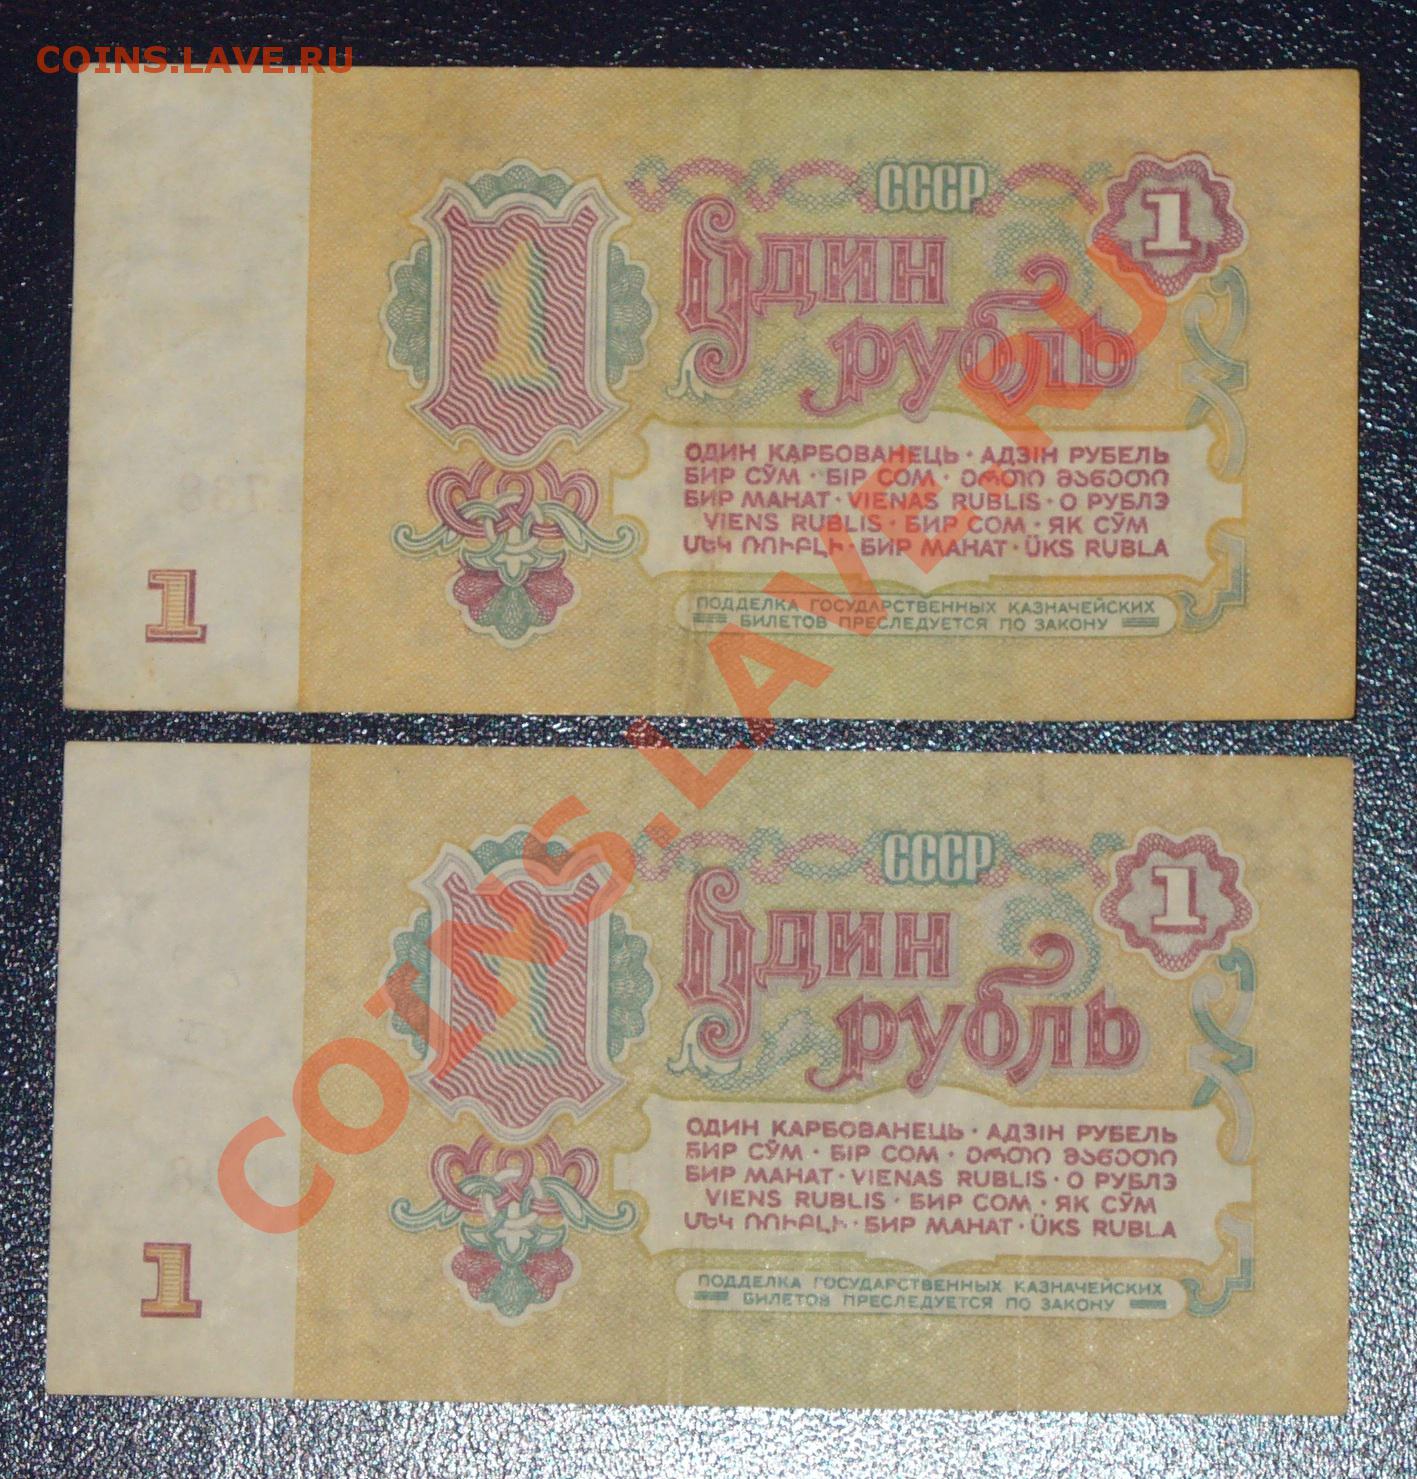 COINS.LAVE.RU
СССР
1
1
Один
рубль
ОДИН КАРБОВАНЕЦЬ · АДЗІН РУБЕЛЬ
БИР СЎМ · БІР СОМ · ᲔᲠᲗᲘ ᲛᲐᲜᲔᲗᲘ
БИР МАНАТ · VIENAS RUBLIS · О РУБЛЭ
VIENS RUBLIS · БИР СОМ · ЯК СЎМ
ՄԵԿ ՌՈՒԲԼԻ · БИР МАНАТ · ÜKS RUBLA
ПОДДЕЛКА ГОСУДАРСТВЕННЫХ КАЗНАЧЕЙСКИХ
БИЛЕТОВ ПРЕСЛЕДУЕТСЯ ПО ЗАКОНУ
1
COINS.LAVE.RU
СССР
1
1
Один
рубль
ОДИН КАРБОВАНЕЦЬ · АДЗІН РУБЕЛЬ
БИР СЎМ · БІР СОМ · ᲔᲠᲗᲘ ᲛᲐᲜᲔᲗᲘ
БИР МАНАТ · VIENAS RUBLIS · О РУБЛЭ
VIENS RUBLIS · БИР СОМ · ЯК СЎМ
ՄԵԿ ՌՈՒԲԼԻ · БИР МАНАТ · ÜKS RUBLA
ПОДДЕЛКА ГОСУДАРСТВЕННЫХ КАЗНАЧЕЙСКИХ
БИЛЕТОВ ПРЕСЛЕДУЕТСЯ ПО ЗАКОНУ
1